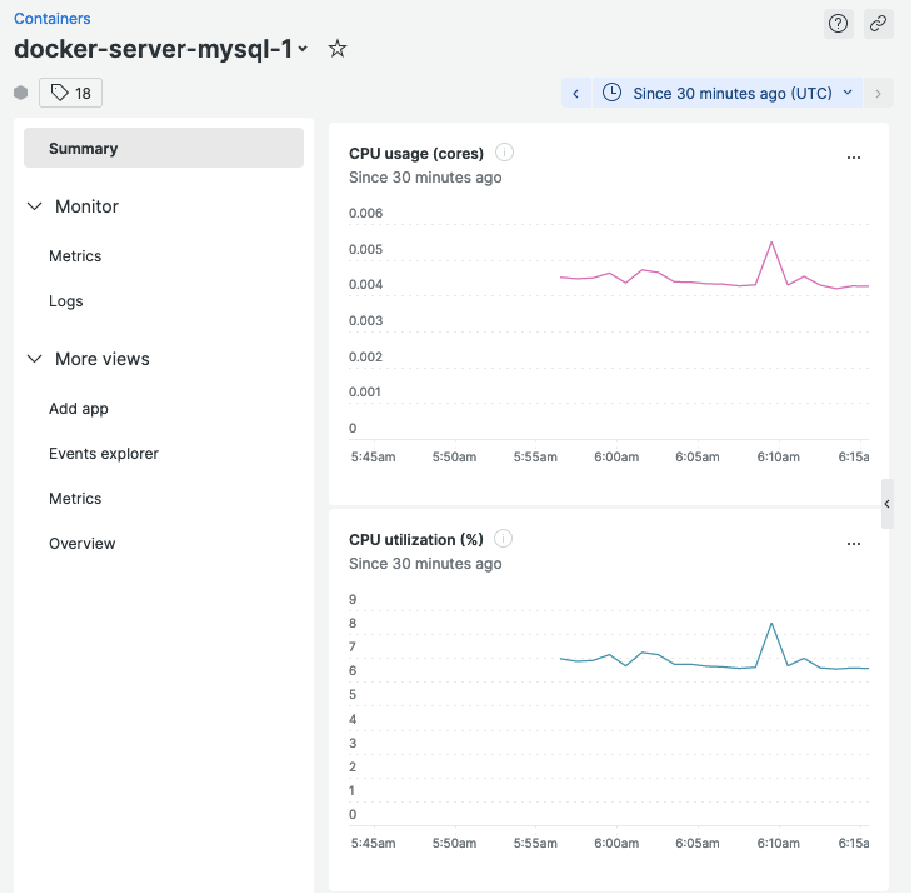 Containers
docker-server-mysql-1
18
Since 30 minutes ago (UTC)
Summary
Monitor
Metrics
Logs
More views
Add app
Events explorer
Metrics
Overview
CPU usage (cores)
Since 30 minutes ago
0.006
0.005
0.004
0.003
0.002
0.001
0
5:45am 5:50am 5:55am 6:00am 6:05am 6:10am 6:15a
CPU utilization (%)
Since 30 minutes ago
9
8
7
6
5
4
3
2
1
0
5:45am 5:50am 5:55am 6:00am 6:05am 6:10am 6:15a